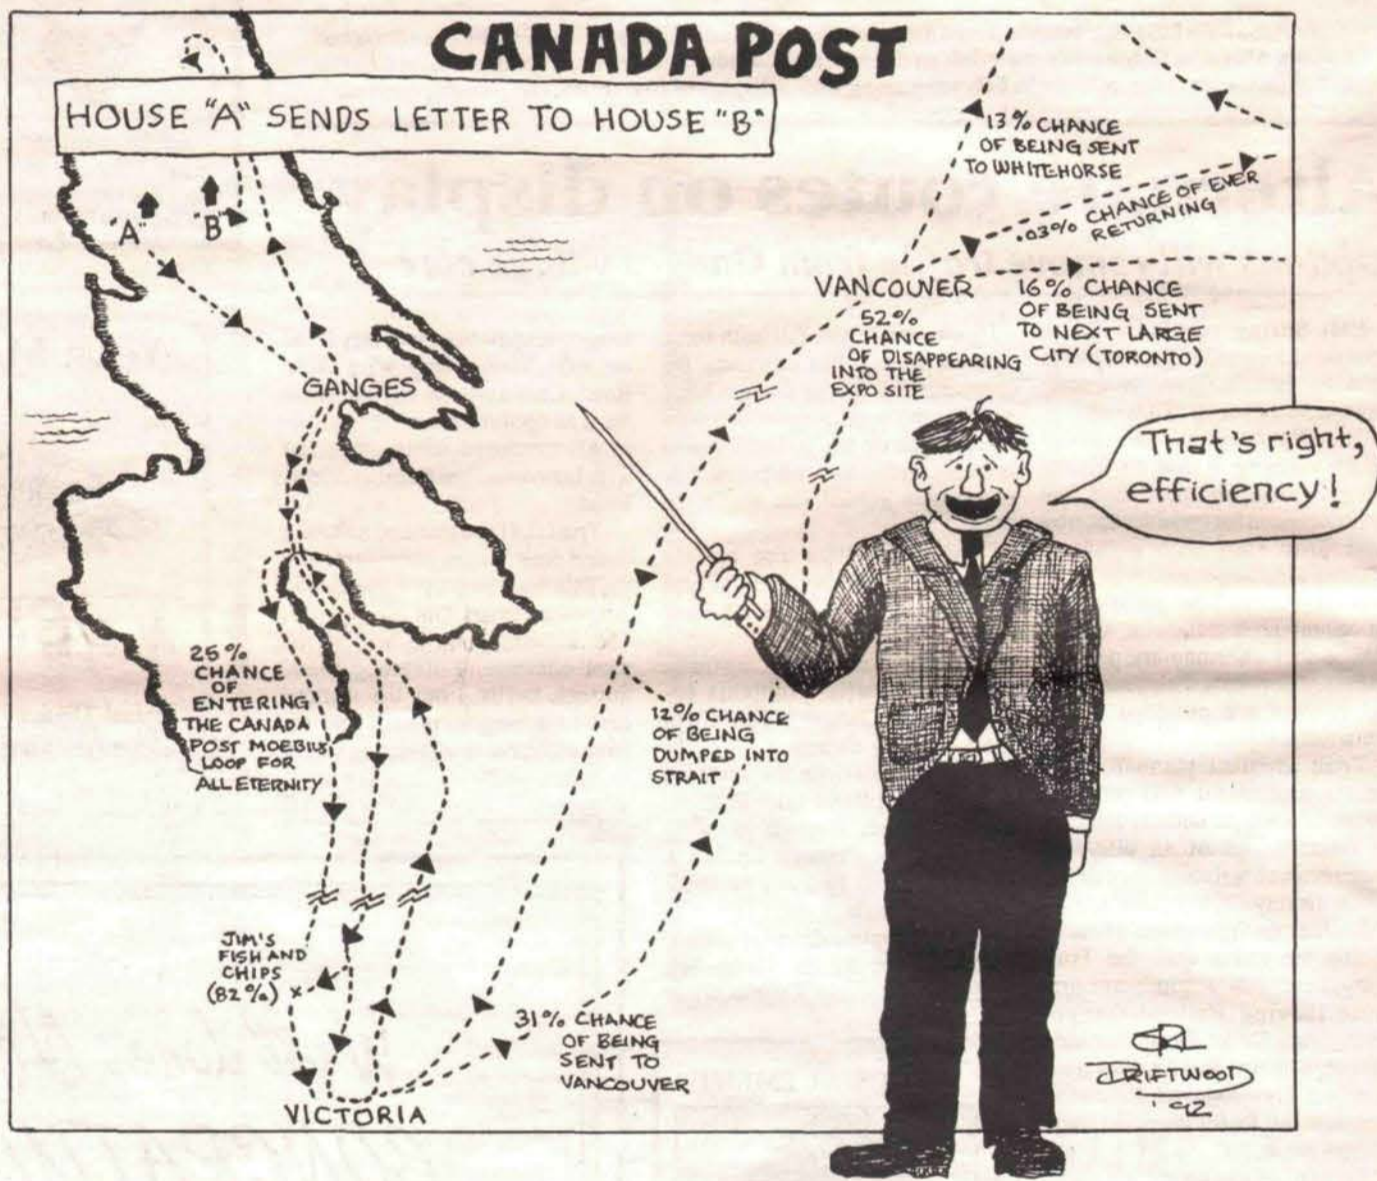 CANADA POST
HOUSE "A" SENDS LETTER TO HOUSE "B"
"A"
"B"
GANGES
25%
CHANCE
OF
ENTERING
THE CANADA
POST MOEBIUS
LOOP FOR
ALL ETERNITY
JIM'S
FISH AND
CHIPS
(82%)
VICTORIA
31% CHANCE
OF BEING
SENT TO
VANCOUVER
12% CHANCE
OF BEING
DUMPED INTO
STRAIT
VANCOUVER
52%
CHANCE
OF DISAPPEARING
INTO THE
EXPO SITE
13% CHANCE
OF BEING SENT
TO WHITEHORSE
.03% CHANCE OF EVER
RETURNING
16% CHANCE
OF BEING SENT
TO NEXT LARGE
CITY (TORONTO)
That's right,
efficiency!
DRIFTWOOD
'92